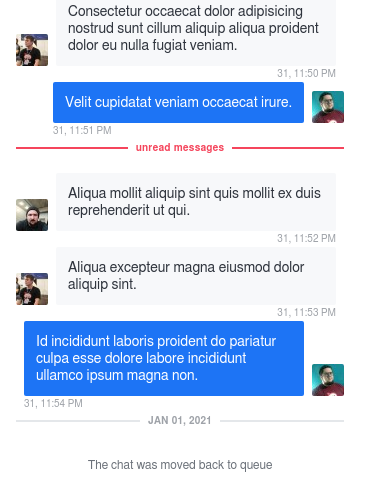 Consectetur occaecat dolor adipisicing
nostrud sunt cillum aliquip aliqua proident
dolor eu nulla fugiat veniam.
31, 11:50 PM
Velit cupidatat veniam occaecat irure.
31, 11:51 PM
unread messages
Aliqua mollit aliquip sint quis mollit ex duis
reprehenderit ut qui.
31, 11:52 PM
Aliqua excepteur magna eiusmod dolor
aliquip sint.
31, 11:53 PM
Id incididunt laboris proident do pariatur
culpa esse dolore labore incididunt
ullamco ipsum magna non.
31, 11:54 PM
JAN 01, 2021
The chat was moved back to queue